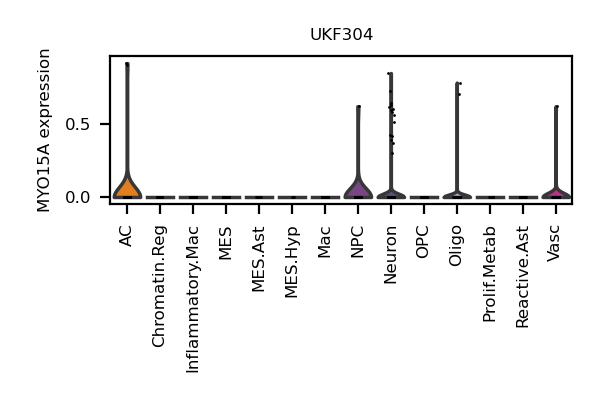 UKF304
MYO15A expression
0.5
0.0
AC
Chromatin.Reg
Inflammatory.Mac
MES
MES.Ast
MES.Hyp
Mac
NPC
Neuron
OPC
Oligo
Prolif.Metab
Reactive.Ast
Vasc